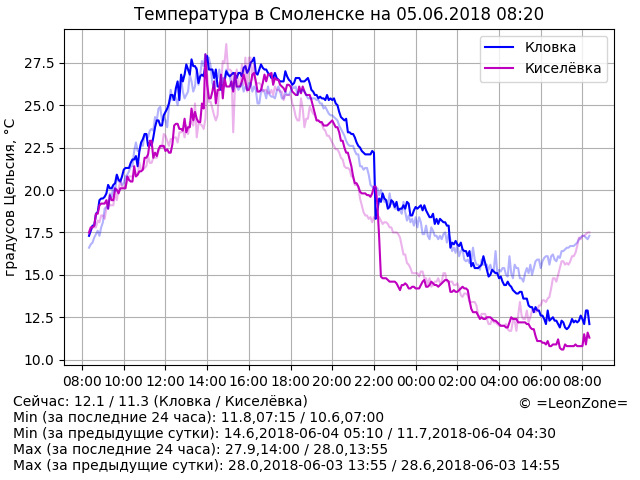 Температура в Смоленске на 05.06.2018 08:20
Кловка
Киселёвка
градусов Цельсия, °C
27.5
25.0
22.5
20.0
17.5
15.0
12.5
10.0
08:00 10:00 12:00 14:00 16:00 18:00 20:00 22:00 00:00 02:00 04:00 06:00 08:00
Сейчас: 12.1 / 11.3 (Кловка / Киселёвка)
© =LeonZone=
Min (за последние 24 часа): 11.8,07:15 / 10.6,07:00
Min (за предыдущие сутки): 14.6,2018-06-04 05:10 / 11.7,2018-06-04 04:30
Max (за последние 24 часа): 27.9,14:00 / 28.0,13:55
Max (за предыдущие сутки): 28.0,2018-06-03 13:55 / 28.6,2018-06-03 14:55